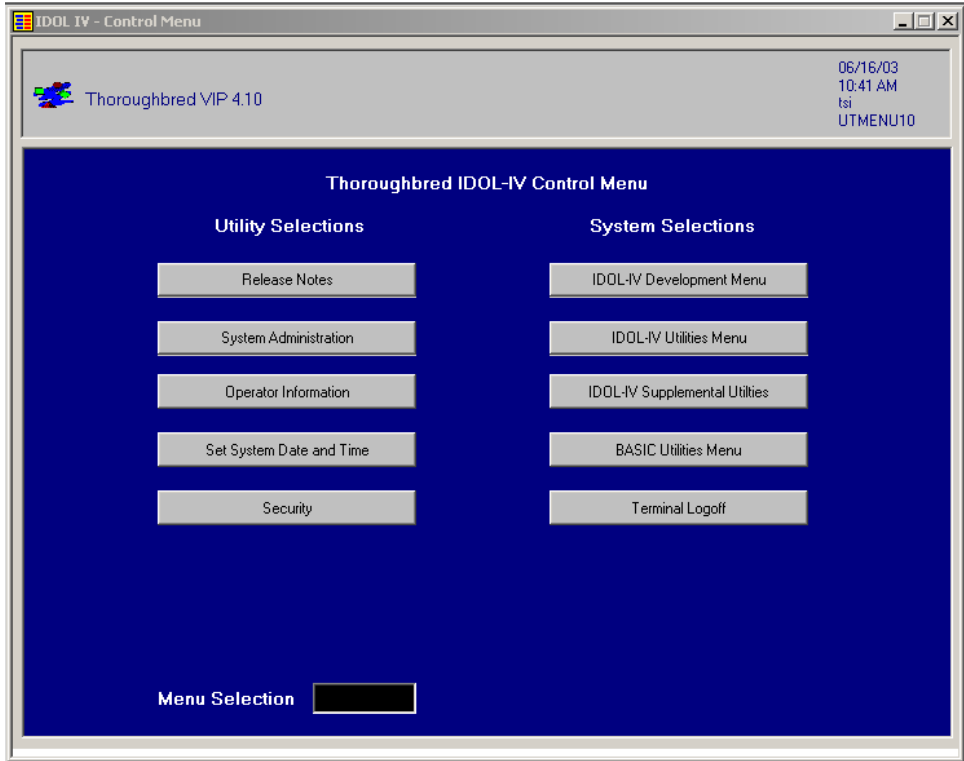 IDOL IV - Control Menu
Thoroughbred VIP 4.10
06/16/03
10:41 AM
tsi
UTMENU10
Thoroughbred IDOL-IV Control Menu
Utility Selections
System Selections
Release Notes
IDOL-IV Development Menu
System Administration
IDOL-IV Utilities Menu
Operator Information
IDOL-IV Supplemental Utilties
Set System Date and Time
BASIC Utilities Menu
Security
Terminal Logoff
Menu Selection